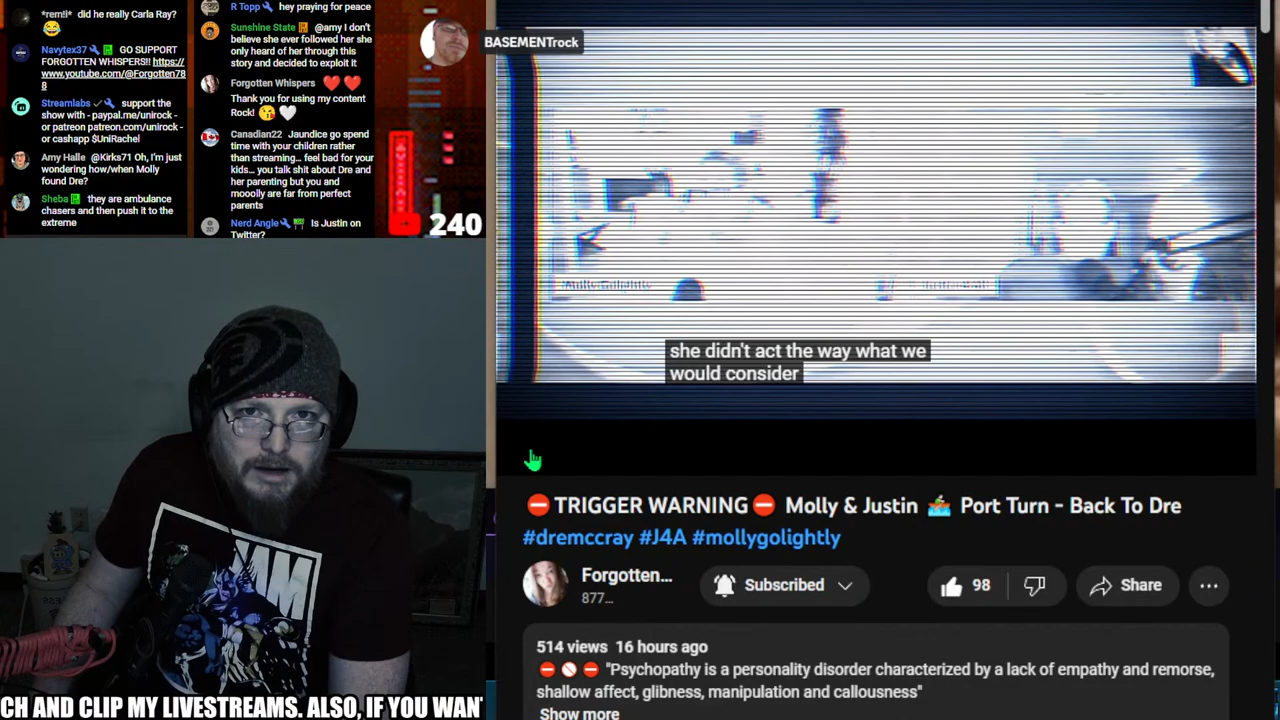 *remi!* did he really Carla Ray?
😂
Navytex37 🔧 GO SUPPORT
FORGOTTEN WHISPERS!! https://
www.youtube.com/@Forgotten78
8
Streamlabs ✓ 🔧 support the
show with - paypal.me/unirock -
or patreon patreon.com/unirock -
or cashapp $UniRachel
Amy Halle @Kirks71 Oh, I'm just
wondering how/when Molly
found Dre?
Sheba they are ambulance
chasers and then push it to the
extreme
R Topp 🔧 hey praying for peace
Sunshine State @amy I don't
believe she ever followed her she
only heard of her through this
story and decided to exploit it
Forgotten Whispers ❤️ ❤️
Thank you for using my content
Rock! 😘 🤍
Canadian22 Jaundice go spend
time with your children rather
than streaming... feel bad for your
kids... you talk shit about Dre and
her parenting but you and
mooolly are far from perfect
parents
Nerd Angle 🔧 Is Justin on
Twitter?
240
BASEMENTrock
MollyGolightly
she didn't act the way what we
would consider
JAM
⛔TRIGGER WARNING⛔ Molly & Justin 🚣 Port Turn - Back To Dre
#dremccray #J4A #mollygolightly
Forgotten...
877...
Subscribed
98
Share
514 views 16 hours ago
⛔ 🚫 ⛔ "Psychopathy is a personality disorder characterized by a lack of empathy and remorse,
shallow affect, glibness, manipulation and callousness"
Show more
CH AND CLIP MY LIVESTREAMS. ALSO, IF YOU WAN